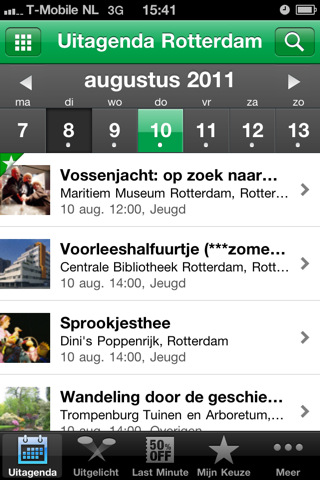 T-Mobile NL 3G 15:41
Uitagenda Rotterdam
augustus 2011
ma di wo do vr za zo
7 8 9 10 11 12 13
Vossenjacht: op zoek naar...
Maritiem Museum Rotterdam, Rotter...
10 aug. 12:00, Jeugd
Voorleeshalfuurtje (***zome...
Centrale Bibliotheek Rotterdam, Rott...
10 aug. 14:00, Jeugd
Sprookjesthee
Dini's Poppenrijk, Rotterdam
10 aug. 14:00, Jeugd
Wandeling door de geschie...
Trompenburg Tuinen en Arboretum,...
10 aug. 14:00, Overigen
50% OFF
Uitagenda Uitgelicht Last Minute Mijn Keuze Meer